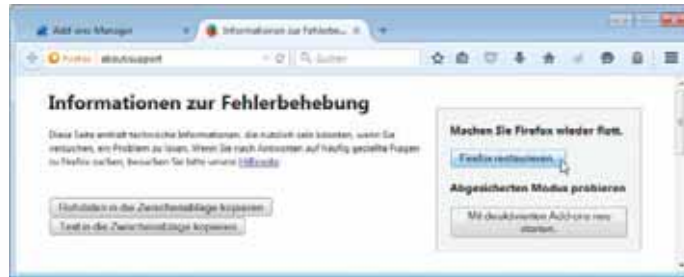 Add-ons Manager
Informationen zur Fehlerbe...
Firefox about:support
Suchen
Informationen zur Fehlerbehebung
Diese Seite enthält technische Informationen, die nützlich sein könnten, wenn Sie
versuchen, ein Problem zu lösen. Wenn Sie nach Antworten auf häufig gestellte Fragen
zu Firefox suchen, besuchen Sie bitte unsere Hilfeseite
Rohdaten in die Zwischenablage kopieren
Text in die Zwischenablage kopieren
Machen Sie Firefox wieder flott.
Firefox restaurieren...
Abgesicherten Modus probieren
Mit deaktivierten Add-ons neu
starten...